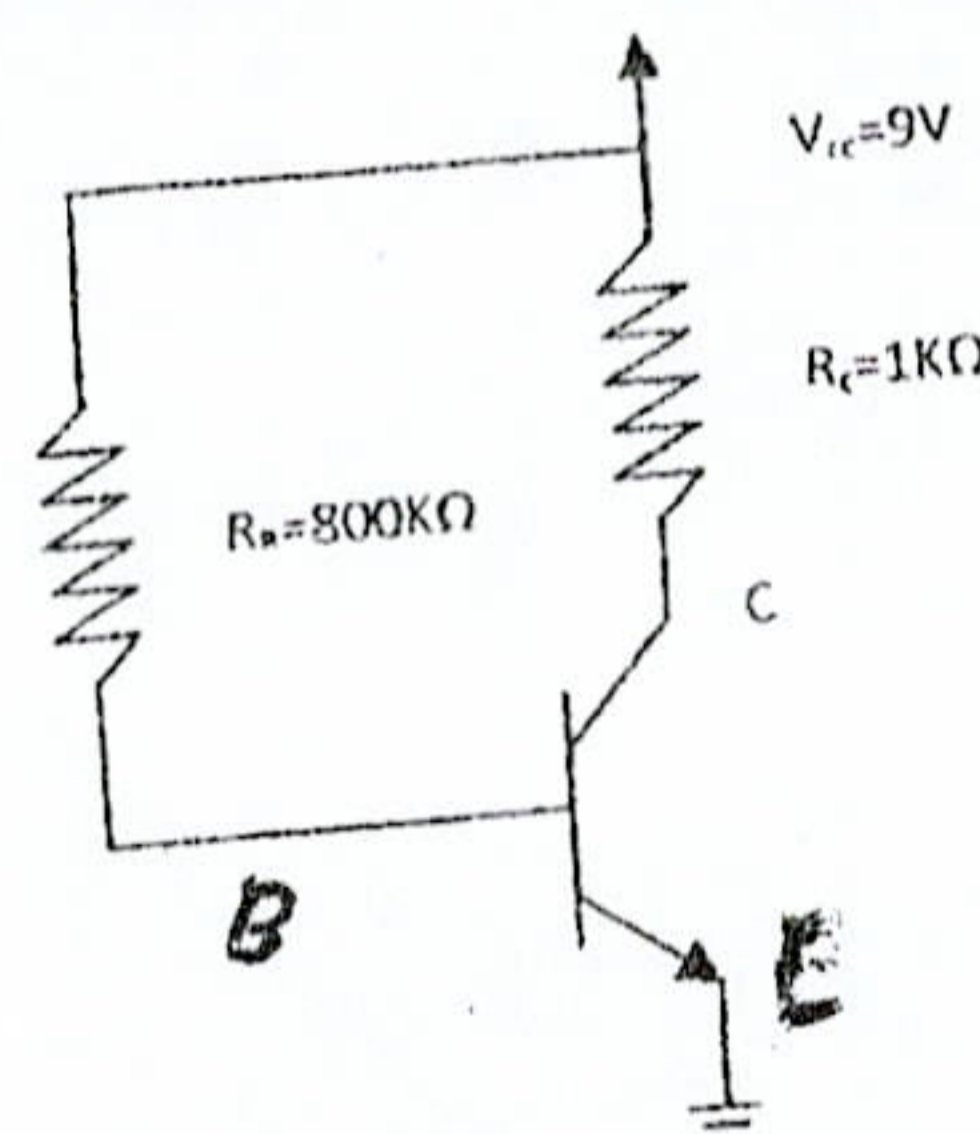 Vcc=9V
Rc=1KΩ
RB=800KΩ
C
B
E